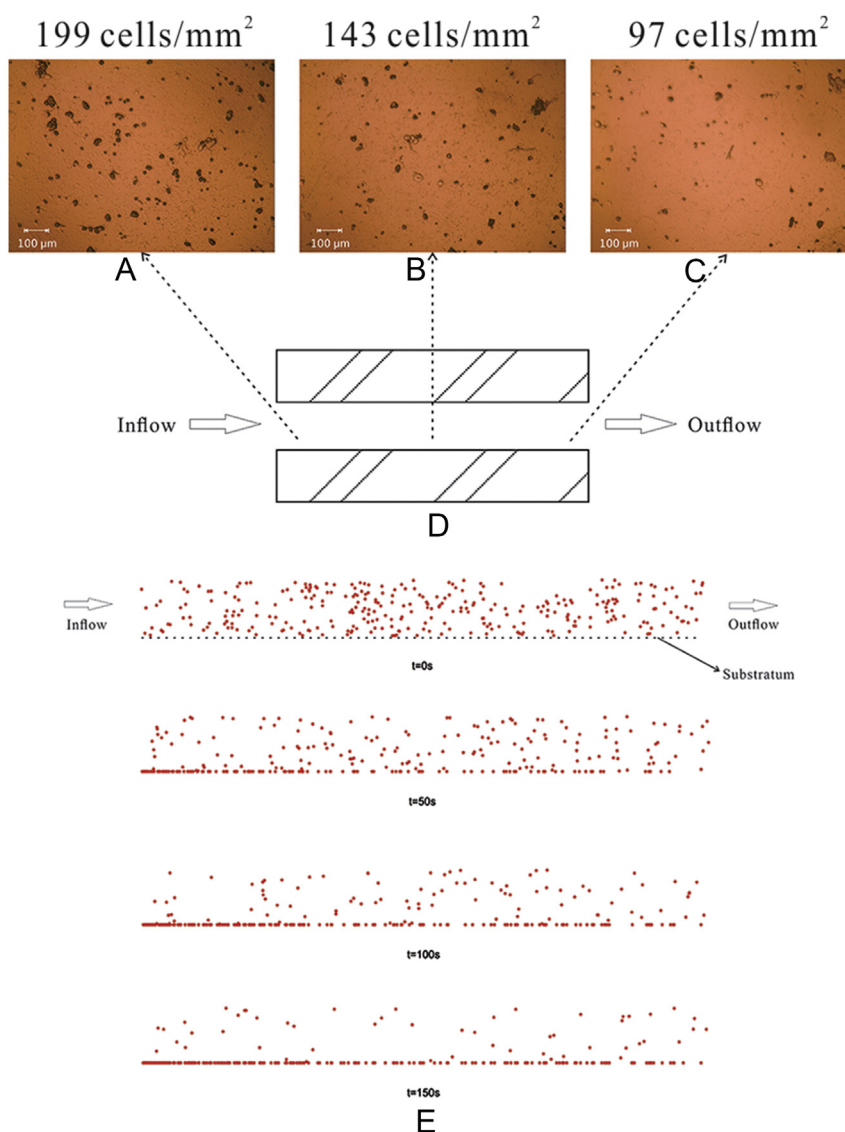 199 cells/mm²
143 cells/mm²
97 cells/mm²
100 μm
100 μm
100 μm
A
B
C
Inflow
Outflow
D
Inflow
Outflow
t=0s
Substratum
t=50s
t=100s
t=150s
E